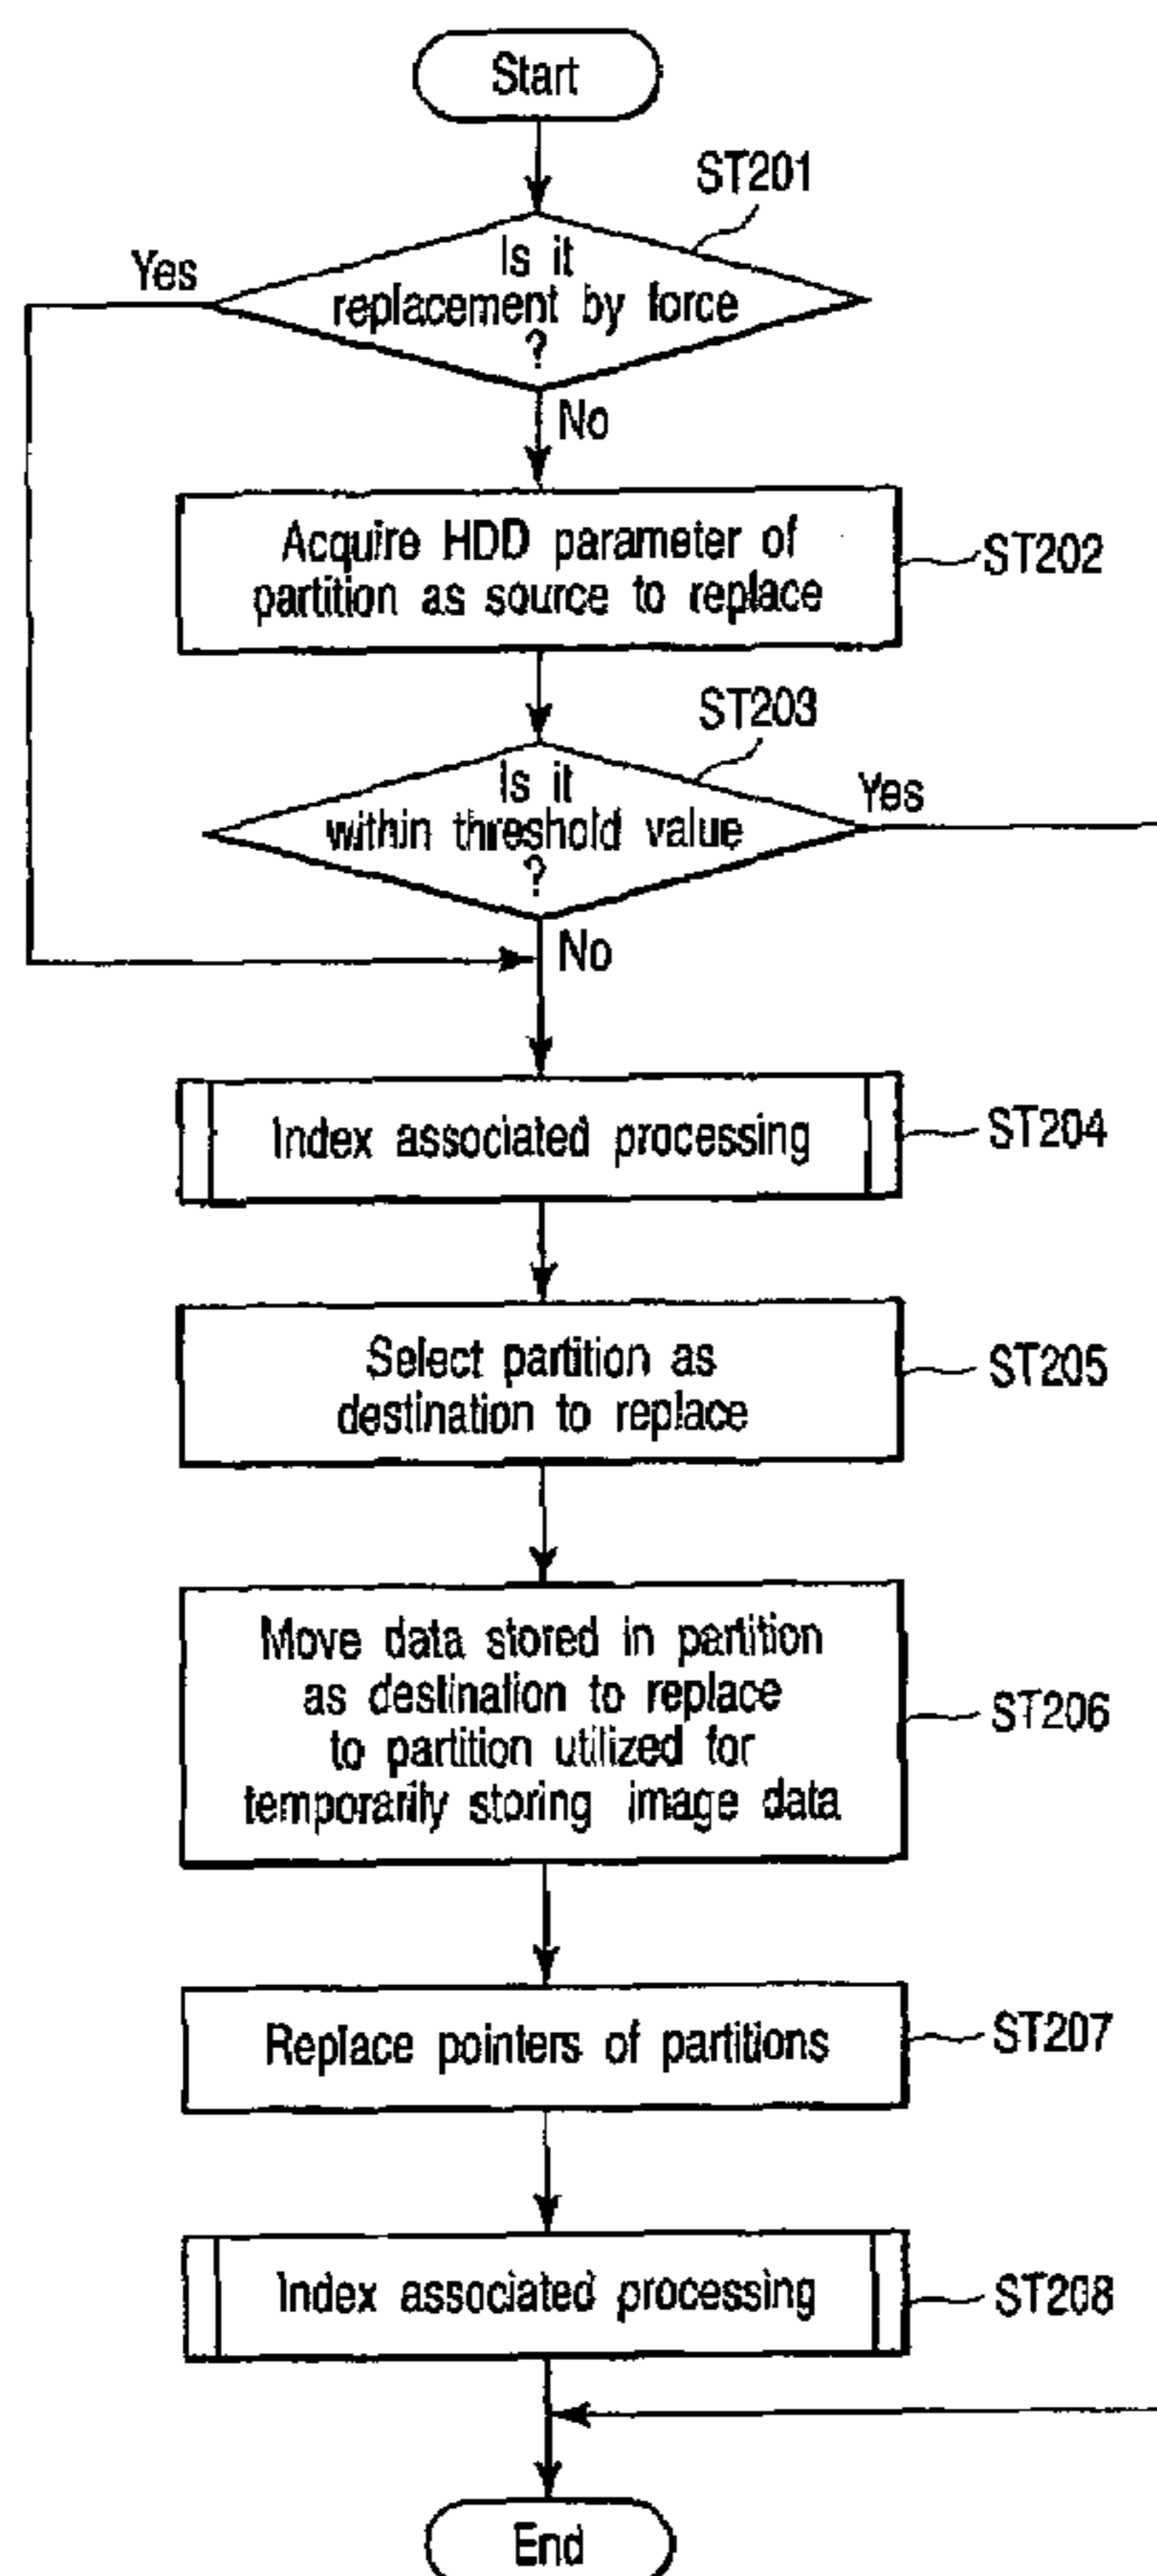 Start
ST201
Is it
replacement by force
?
Yes
No
Acquire HDD parameter of
partition as source to replace
ST202
ST203
Is it
within threshold value
?
Yes
No
Index associated processing
ST204
Select partition as
destination to replace
ST205
Move data stored in partition
as destination to replace
to partition utilized for
temporarily storing image data
ST206
Replace pointers of partitions
ST207
Index associated processing
ST208
End